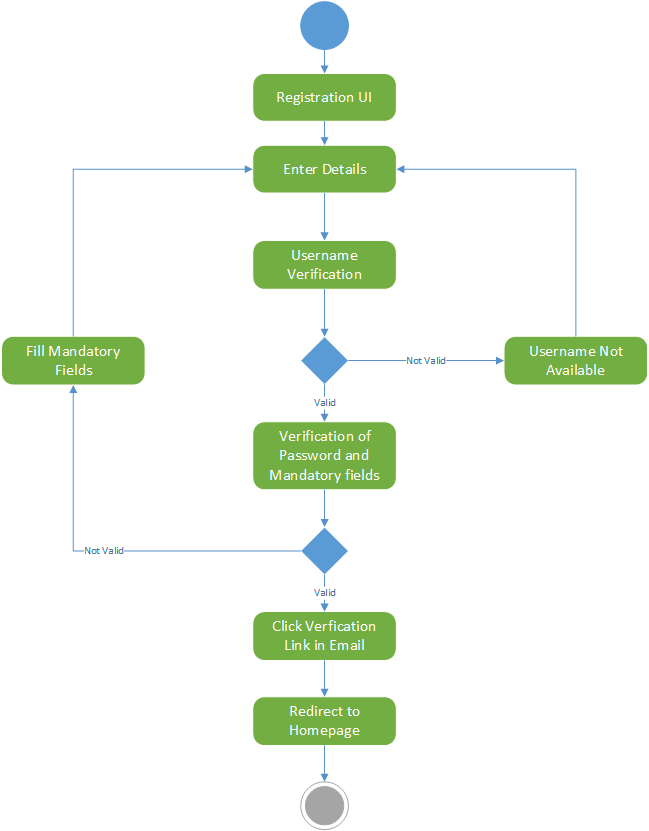 Registration UI
Enter Details
Username
Verification
Fill Mandatory
Fields
Not Valid
Username Not
Available
Valid
Verification of
Password and
Mandatory fields
Not Valid
Valid
Click Verfication
Link in Email
Redirect to
Homepage